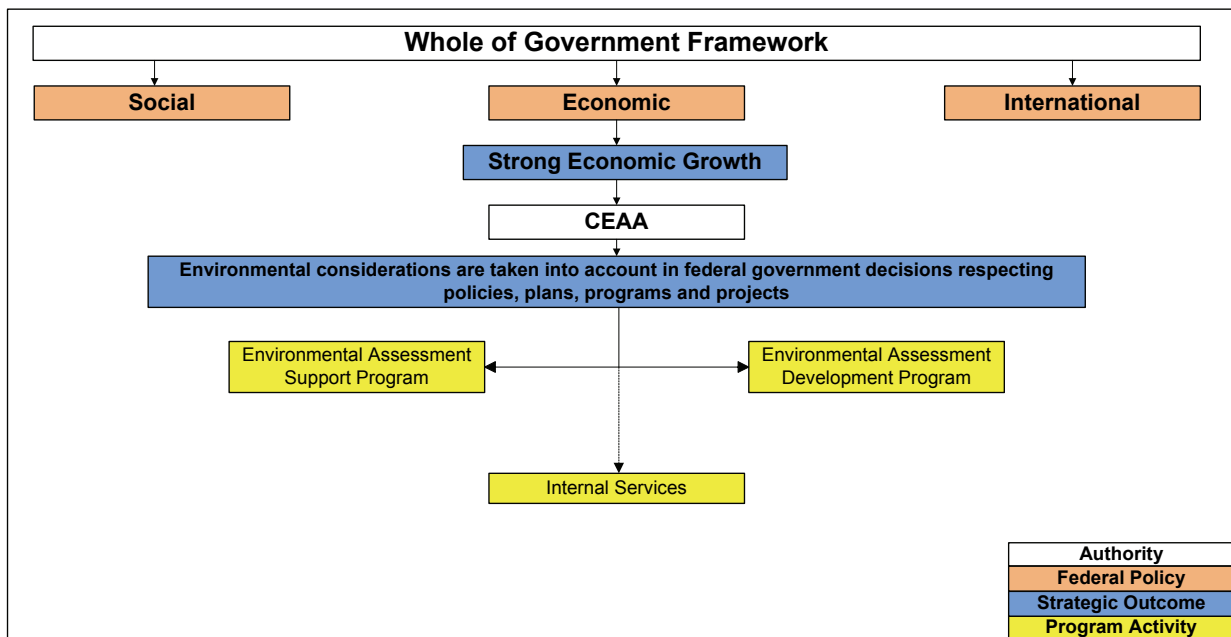 Whole of Government Framework
Social
Economic
International
Strong Economic Growth
CEAA
Environmental considerations are taken into account in federal government decisions respecting
policies, plans, programs and projects
Environmental Assessment
Support Program
Environmental Assessment
Development Program
Internal Services
Authority
Federal Policy
Strategic Outcome
Program Activity